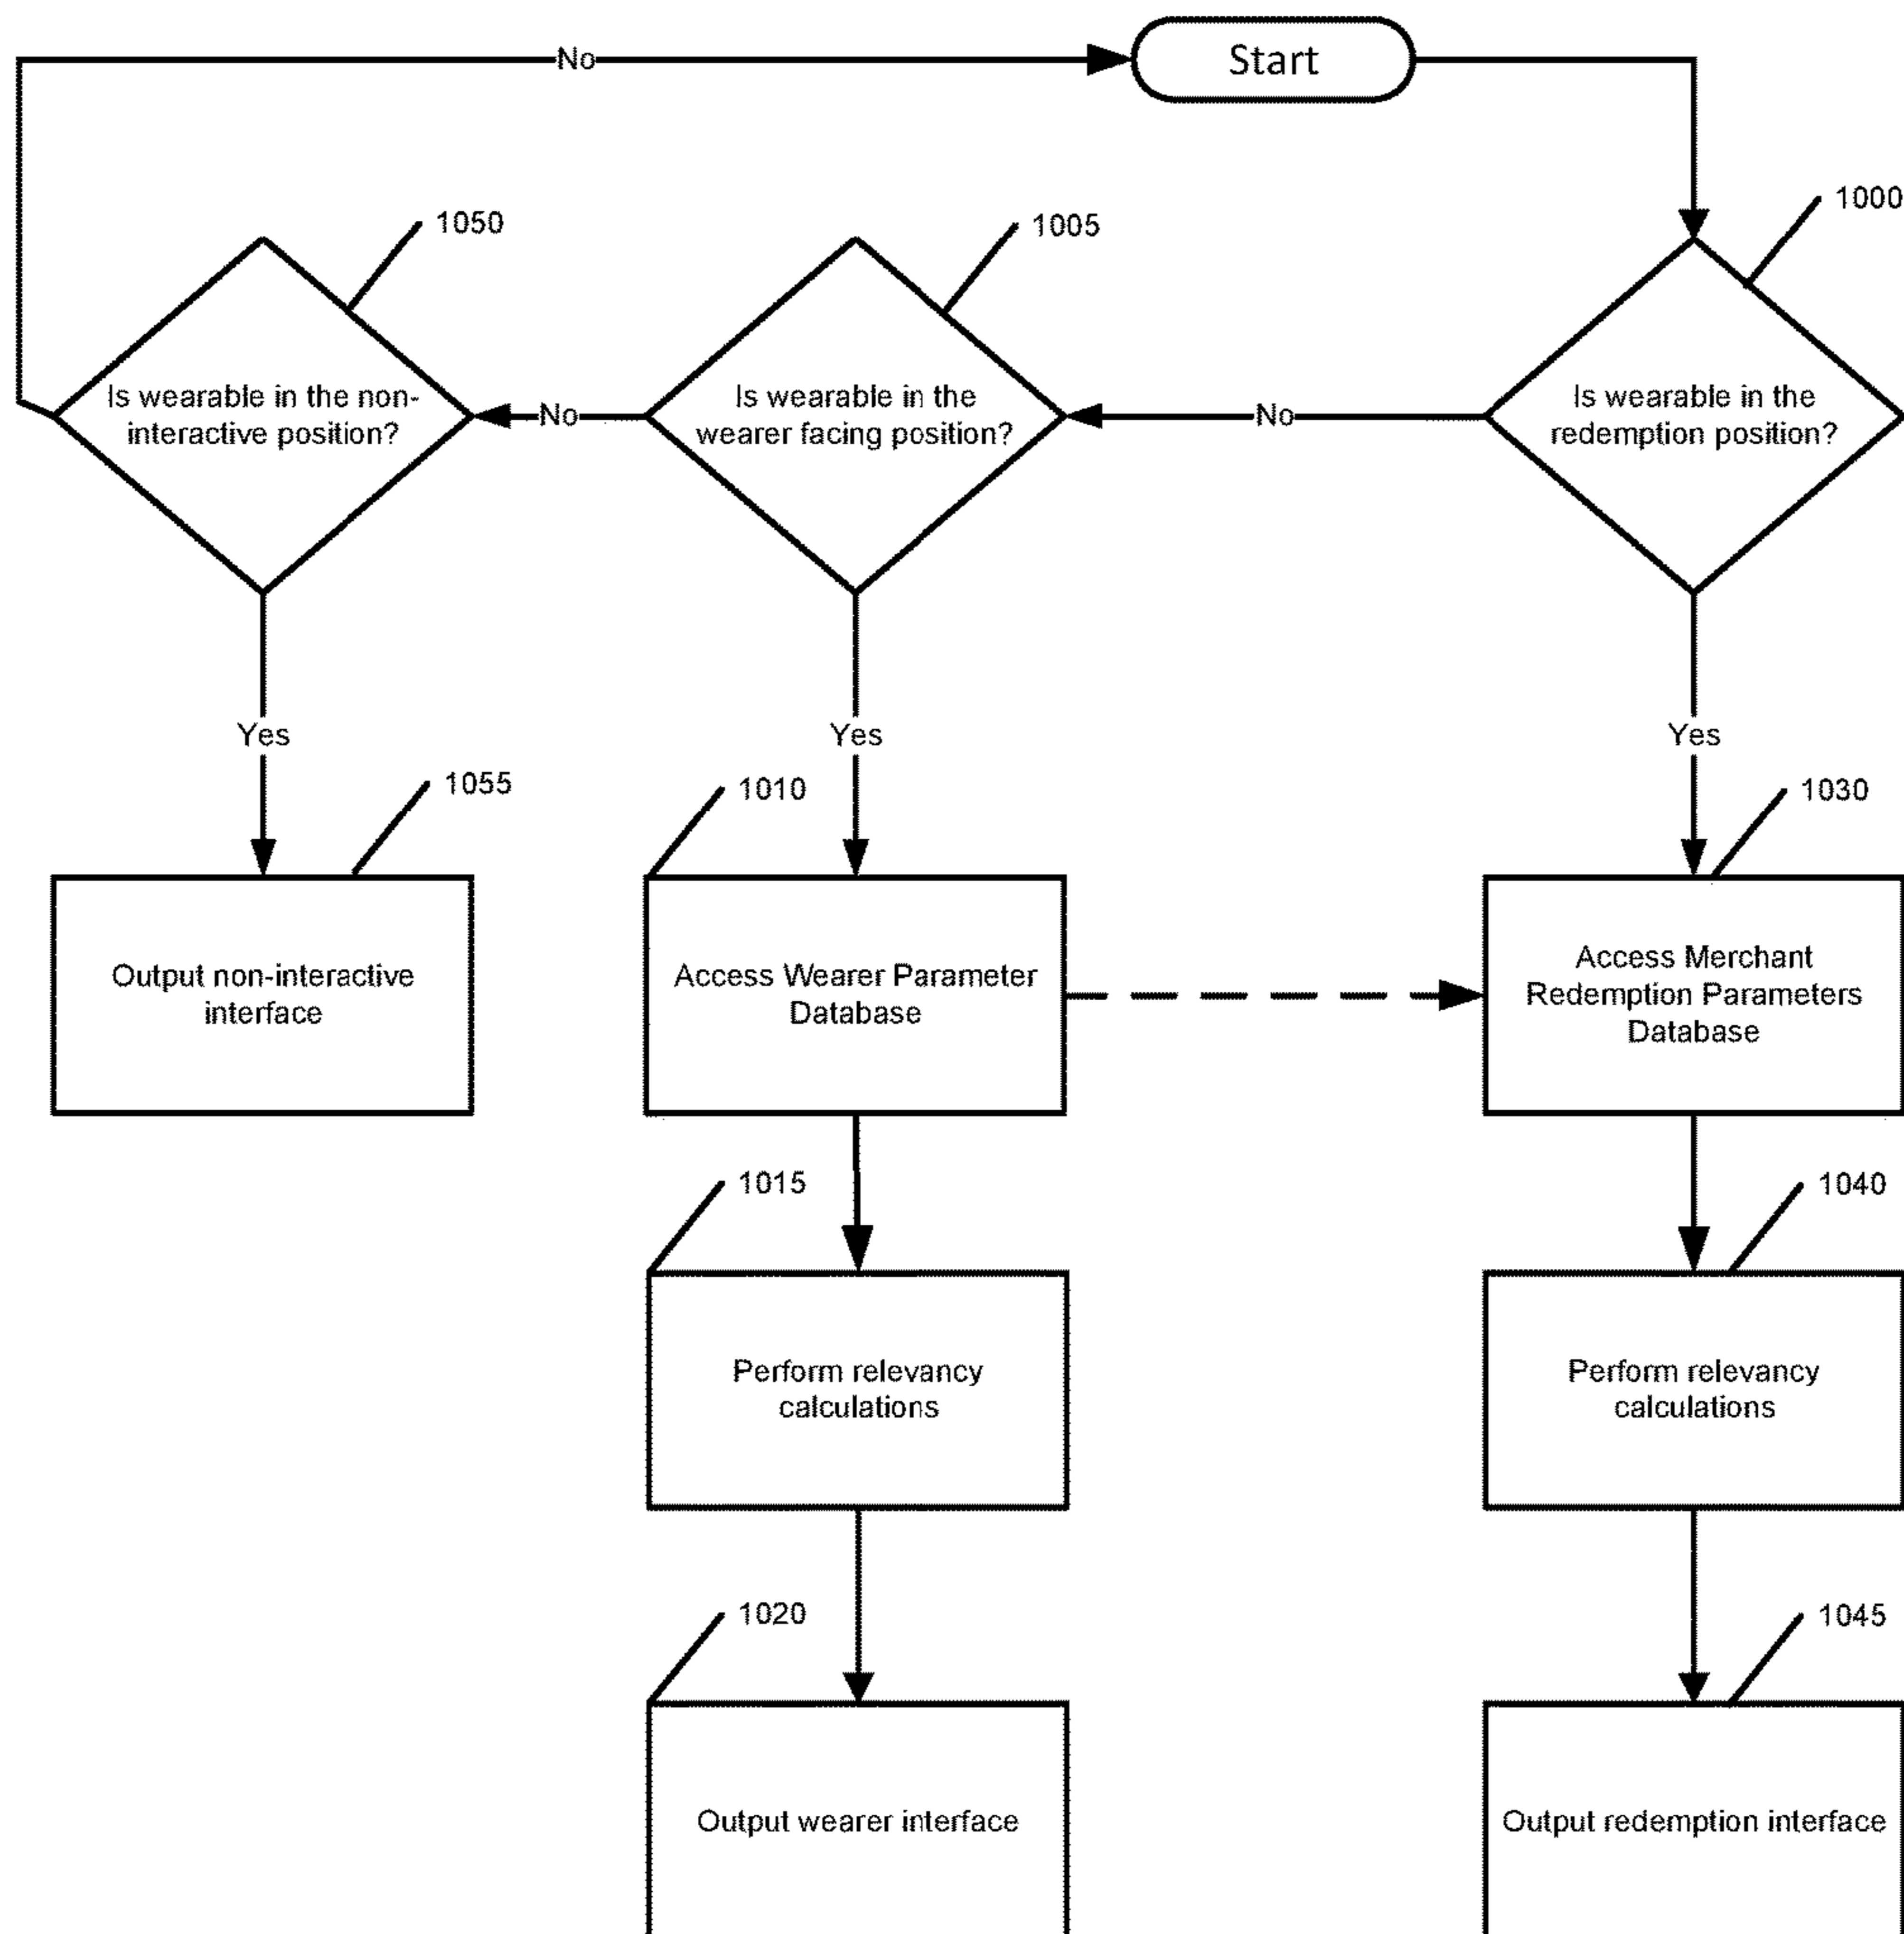 No
Start
1050
1005
1000
Is wearable in the non-
interactive position?
No
Is wearable in the
wearer facing position?
No
Is wearable in the
redemption position?
Yes
Yes
Yes
1055
1010
1030
Output non-interactive
interface
Access Wearer Parameter
Database
Access Merchant
Redemption Parameters
Database
1015
1040
Perform relevancy
calculations
Perform relevancy
calculations
1020
1045
Output wearer interface
Output redemption interface